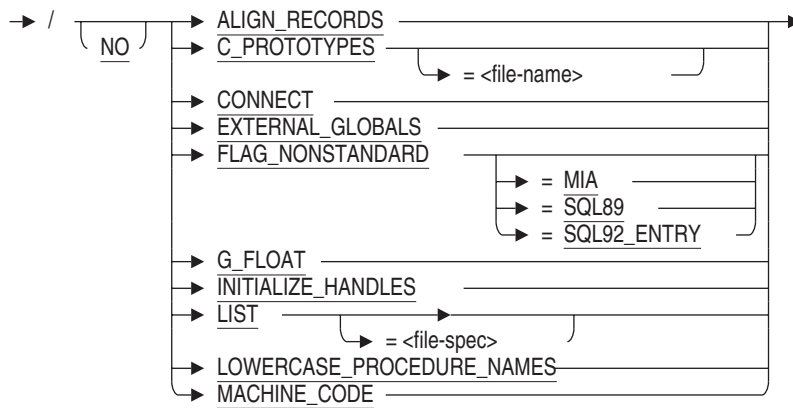 / ALIGN_RECORDS
NO C_PROTOTYPES
= <file-name>
CONNECT
EXTERNAL_GLOBALS
FLAG_NONSTANDARD
= MIA
= SQL89
= SQL92_ENTRY
G_FLOAT
INITIALIZE_HANDLES
LIST
= <file-spec>
LOWERCASE_PROCEDURE_NAMES
MACHINE_CODE